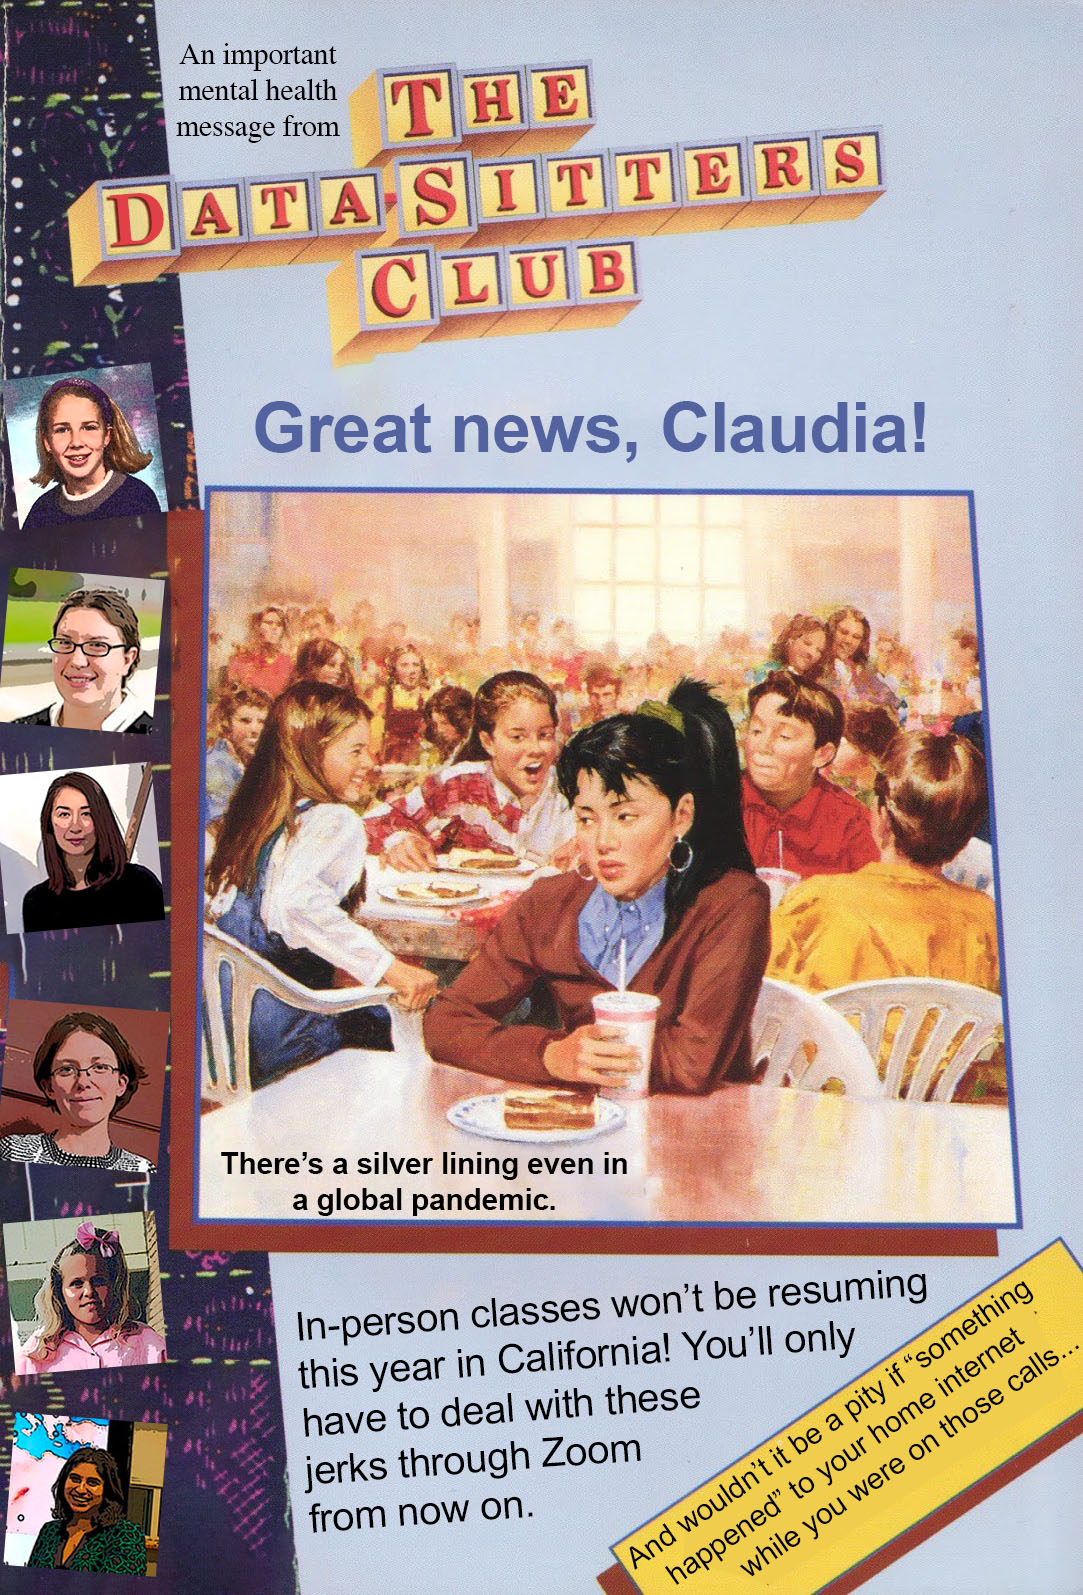 An important
mental health
message from
THE
DATA-SITTERS
CLUB
Great news, Claudia!
There's a silver lining even in
a global pandemic.
In-person classes won't be resuming
this year in California! You'll only
have to deal with these
jerks through Zoom
from now on.
And wouldn't it be a pity if "something
happened" to your home internet
while you were on those calls...